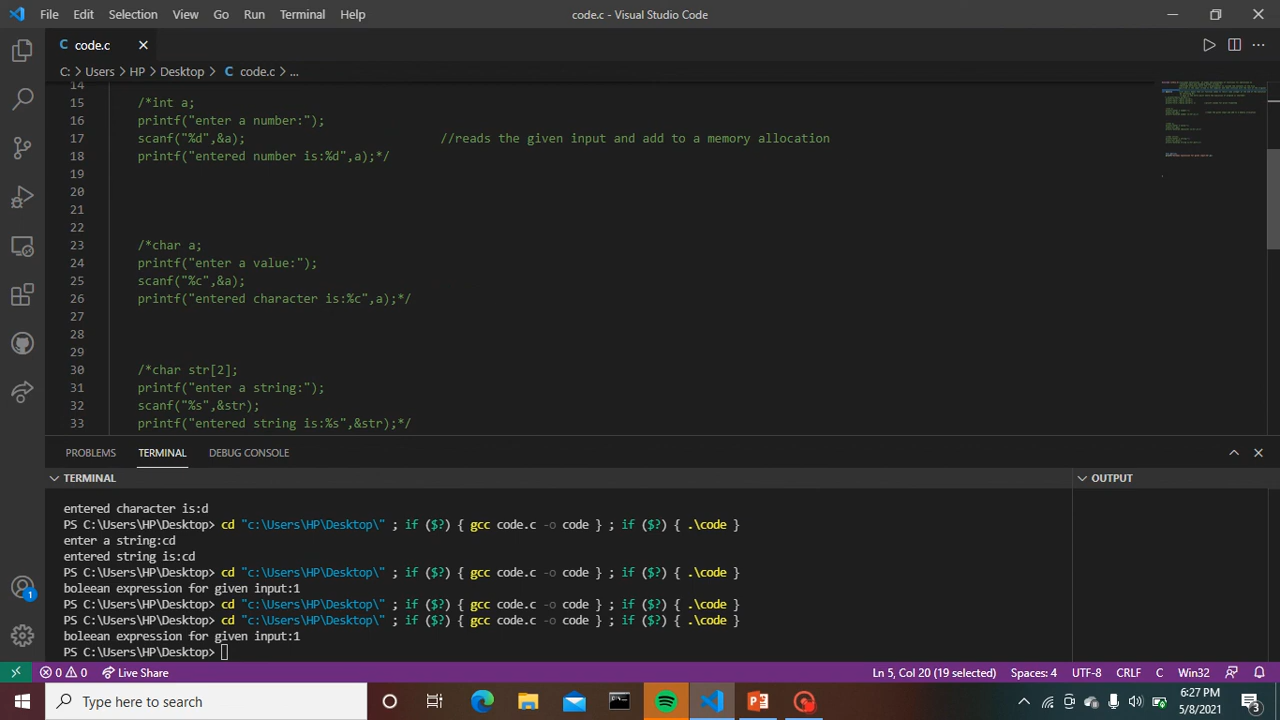 File Edit Selection View Go Run Terminal Help code.c - Visual Studio Code
C code.c
C: > Users > HP > Desktop > C code.c > ...
14
15 /*int a;
16 printf("enter a number:");
17 scanf("%d",&a); //reads the given input and add to a memory allocation
18 printf("entered number is:%d",a);*/
19
20
21
22
23 /*char a;
24 printf("enter a value:");
25 scanf("%c",&a);
26 printf("entered character is:%c",a);*/
27
28
29
30 /*char str[2];
31 printf("enter a string:");
32 scanf("%s",&str);
33 printf("entered string is:%s",&str);*/
PROBLEMS TERMINAL DEBUG CONSOLE
TERMINAL OUTPUT
entered character is:d
PS C:\Users\HP\Desktop> cd "c:\Users\HP\Desktop\" ; if ($?) { gcc code.c -o code } ; if ($?) { .\code }
enter a string:cd
entered string is:cd
PS C:\Users\HP\Desktop> cd "c:\Users\HP\Desktop\" ; if ($?) { gcc code.c -o code } ; if ($?) { .\code }
boleean expression for given input:1
PS C:\Users\HP\Desktop> cd "c:\Users\HP\Desktop\" ; if ($?) { gcc code.c -o code } ; if ($?) { .\code }
PS C:\Users\HP\Desktop> cd "c:\Users\HP\Desktop\" ; if ($?) { gcc code.c -o code } ; if ($?) { .\code }
boleean expression for given input:1
PS C:\Users\HP\Desktop>
1
0 0 Live Share Ln 5, Col 20 (19 selected) Spaces: 4 UTF-8 CRLF C Win32
Type here to search 6:27 PM
5/8/2021 3